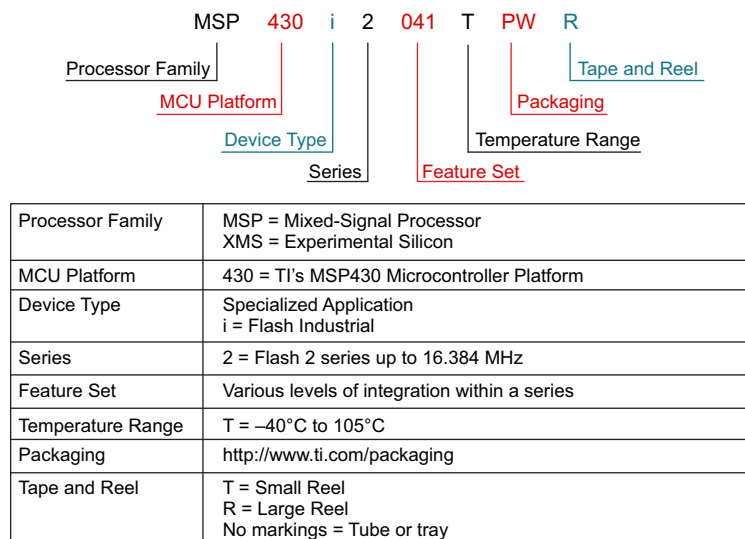 MSP 430 i 2 041 T PW R
Processor Family
Tape and Reel
MCU Platform
Packaging
Device Type
Temperature Range
Series
Feature Set
Processor Family MSP = Mixed-Signal Processor
XMS = Experimental Silicon
MCU Platform 430 = TI's MSP430 Microcontroller Platform
Device Type Specialized Application
i = Flash Industrial
Series 2 = Flash 2 series up to 16.384 MHz
Feature Set Various levels of integration within a series
Temperature Range T = –40°C to 105°C
Packaging http://www.ti.com/packaging
Tape and Reel T = Small Reel
R = Large Reel
No markings = Tube or tray